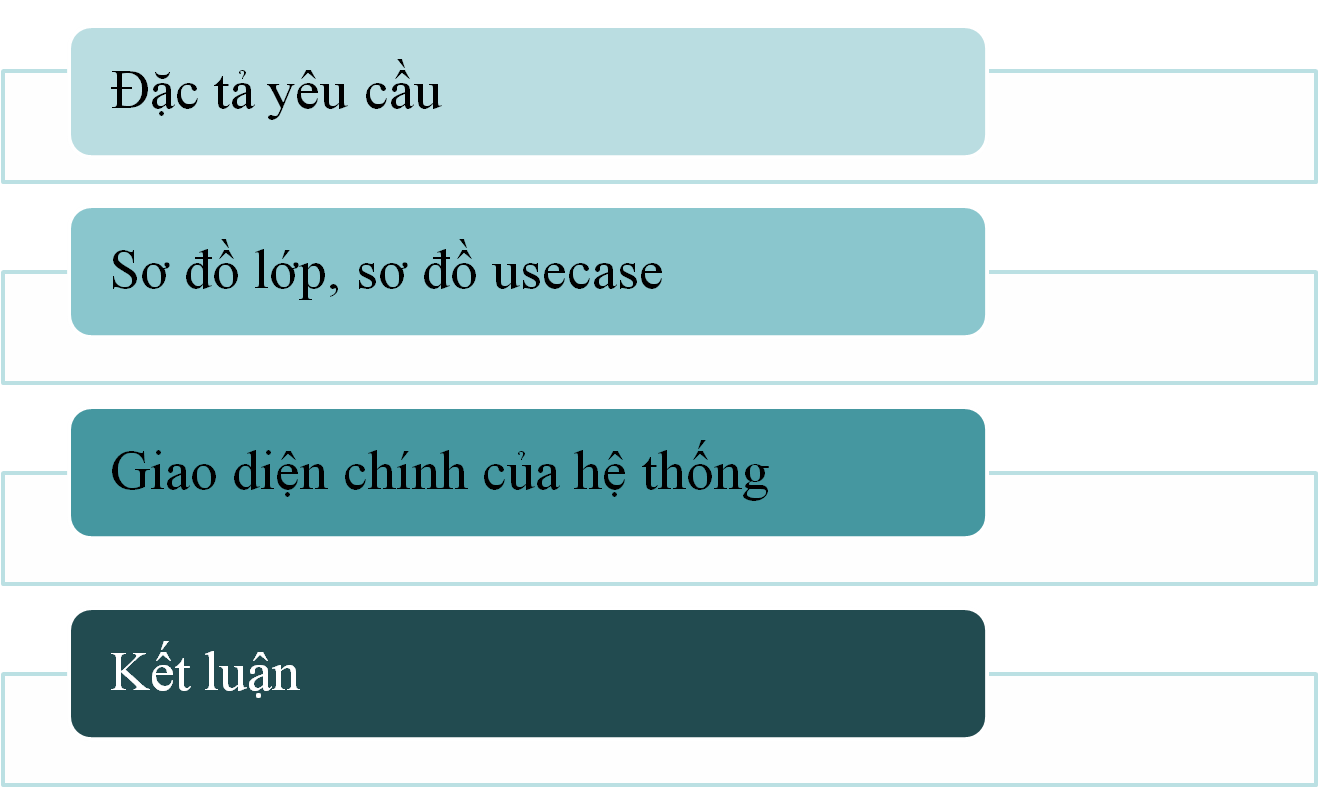 Đặc tả yêu cầu
Sơ đồ lớp, sơ đồ usecase
Giao diện chính của hệ thống
Kết luận